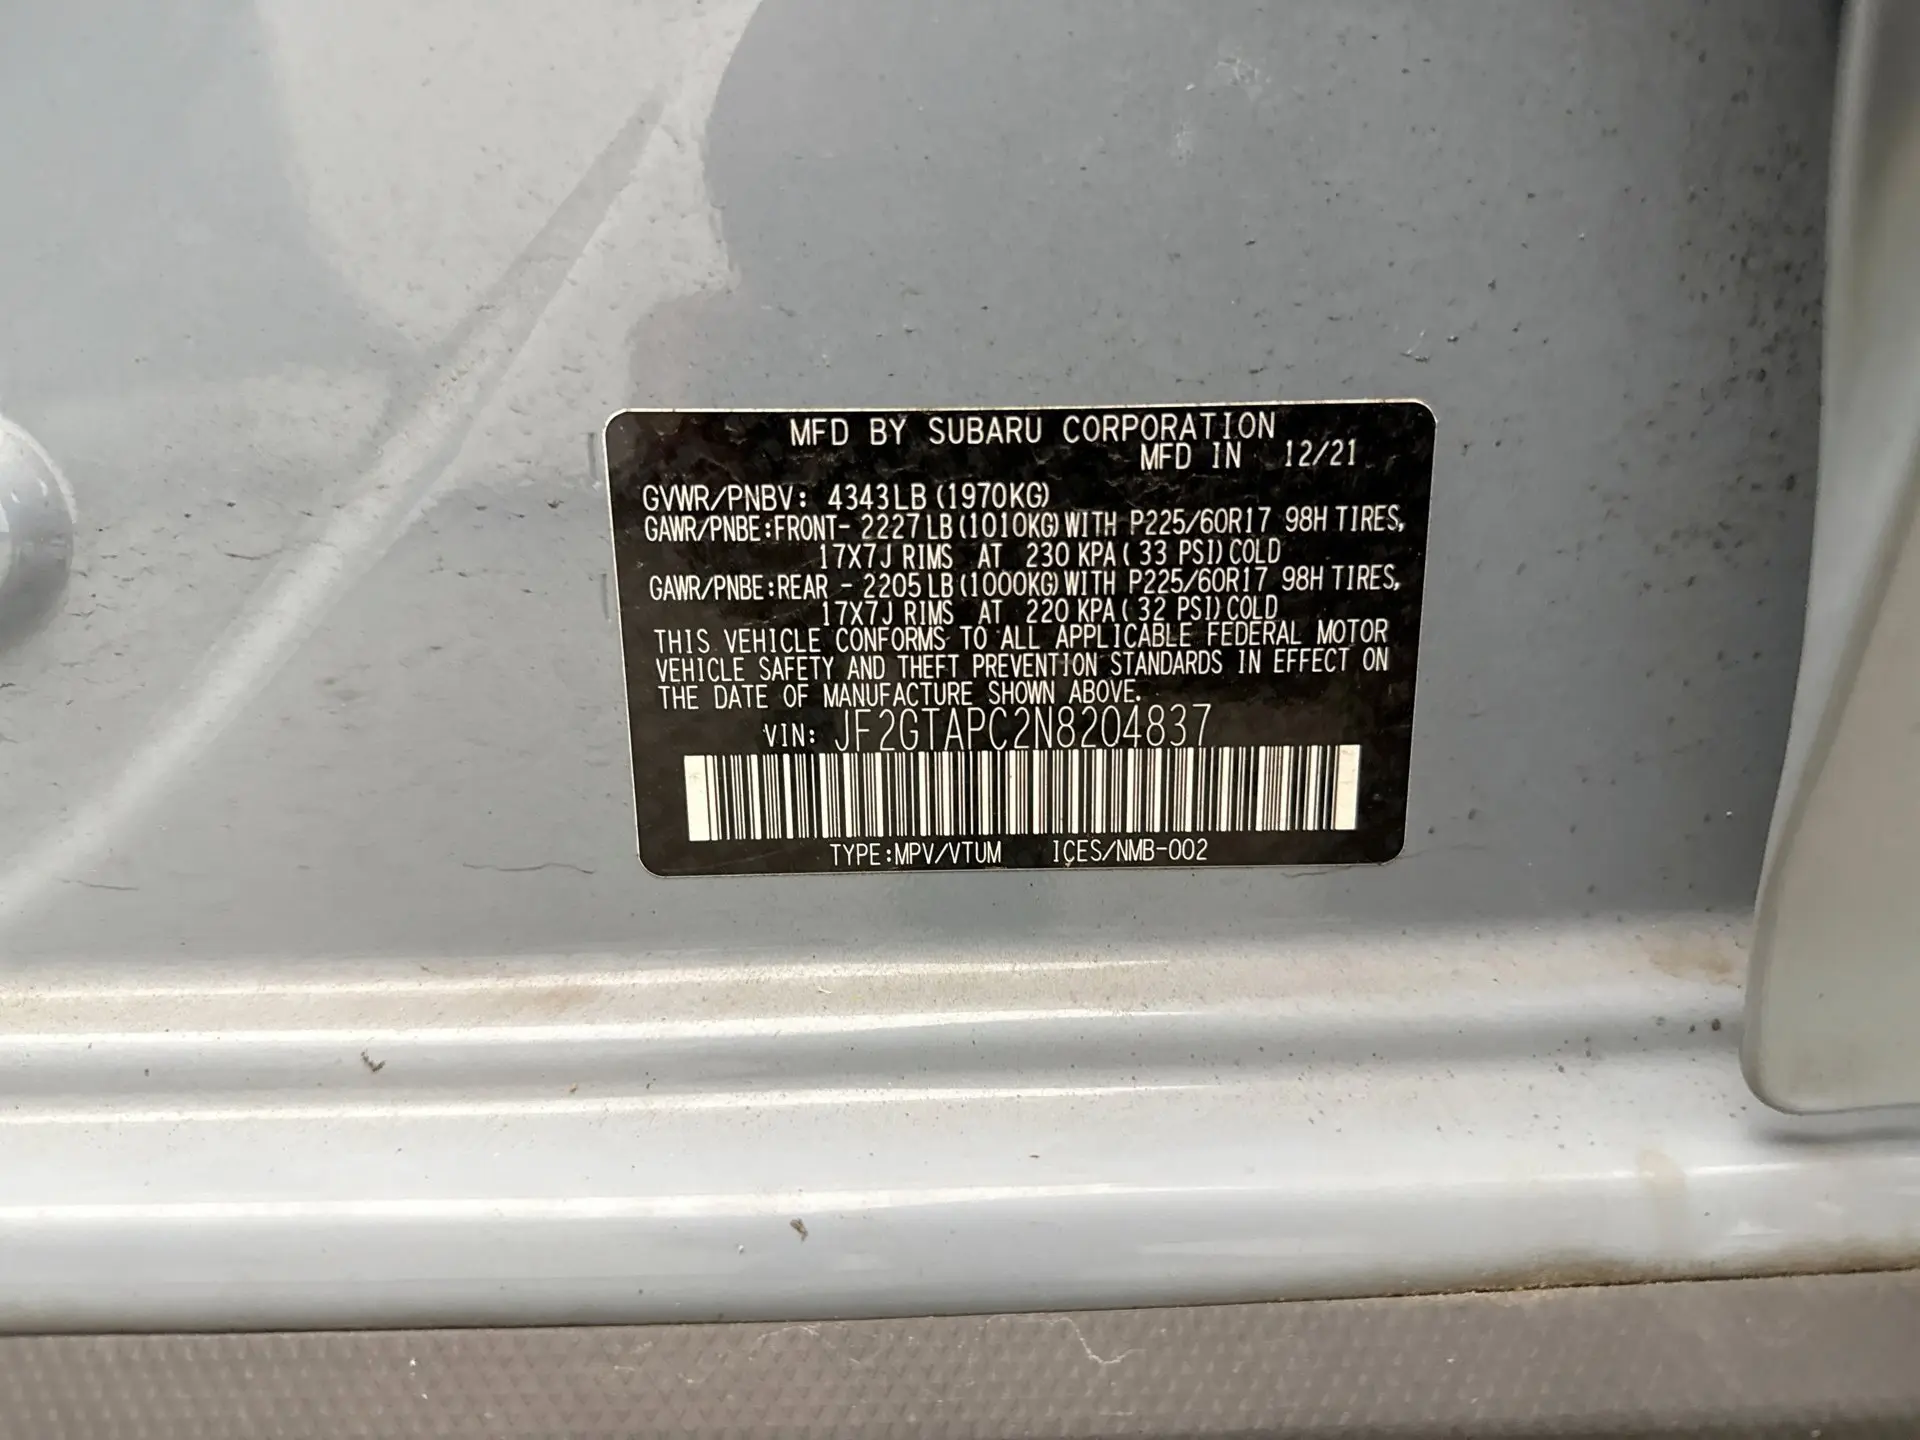 MFD BY SUBARU CORPORATION
MFD IN 12/21
GVWR/PNBV: 4343LB (1970KG)
GAWR/PNBE:FRONT- 2227LB (1010KG) WITH P225/60R17 98H TIRES,
17X7J RIMS AT 230 KPA ( 33 PSI) COLD
GAWR/PNBE:REAR - 2205LB (1000KG) WITH P225/60R17 98H TIRES,
17X7J RIMS AT 220 KPA ( 32 PSI) COLD
THIS VEHICLE CONFORMS TO ALL APPLICABLE FEDERAL MOTOR
VEHICLE SAFETY AND THEFT PREVENTION STANDARDS IN EFFECT ON
THE DATE OF MANUFACTURE SHOWN ABOVE.
VIN: JF2GTAPC2N8204837
TYPE:MPV/VTUM ICES/NMB-002